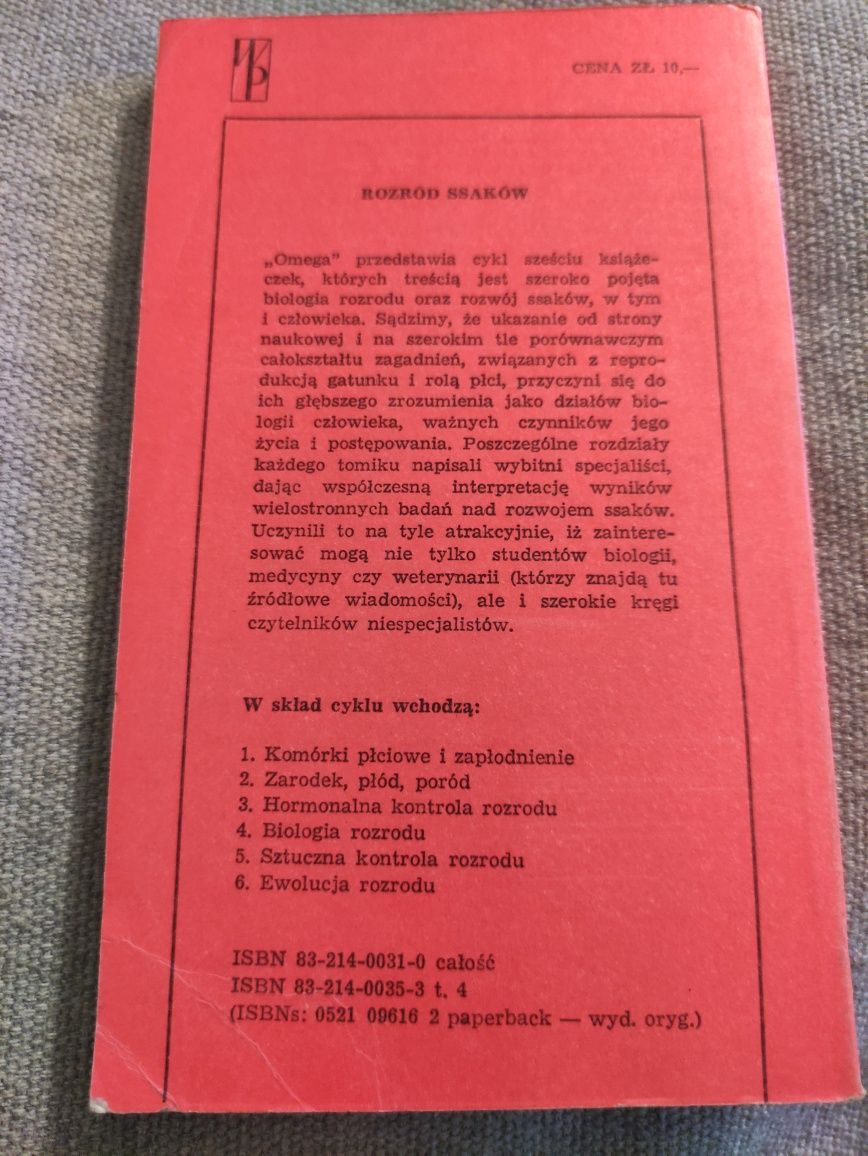 WP
CENA ZŁ 10,—
ROZRÓD SSAKÓW
„Omega” przedstawia cykl sześciu książe-
czek, których treścią jest szeroko pojęta
biologia rozrodu oraz rozwój ssaków, w tym
i człowieka. Sądzimy, że ukazanie od strony
naukowej i na szerokim tle porównawczym
całokształtu zagadnień, związanych z repro-
dukcją gatunku i rolą płci, przyczyni się do
ich głębszego zrozumienia jako działów bio-
logii człowieka, ważnych czynników jego
życia i postępowania. Poszczególne rozdziały
każdego tomiku napisali wybitni specjaliści,
dając współczesną interpretację wyników
wielostronnych badań nad rozwojem ssaków.
Uczynili to na tyle atrakcyjnie, iż zaintere-
sować mogą nie tylko studentów biologii,
medycyny czy weterynarii (którzy znajdą tu
źródłowe wiadomości), ale i szerokie kręgi
czytelników niespecjalistów.
W skład cyklu wchodzą:
1. Komórki płciowe i zapłodnienie
2. Zarodek, płód, poród
3. Hormonalna kontrola rozrodu
4. Biologia rozrodu
5. Sztuczna kontrola rozrodu
6. Ewolucja rozrodu
ISBN 83-214-0031-0 całość
ISBN 83-214-0035-3 t. 4
(ISBNs: 0521 09616 2 paperback — wyd. oryg.)